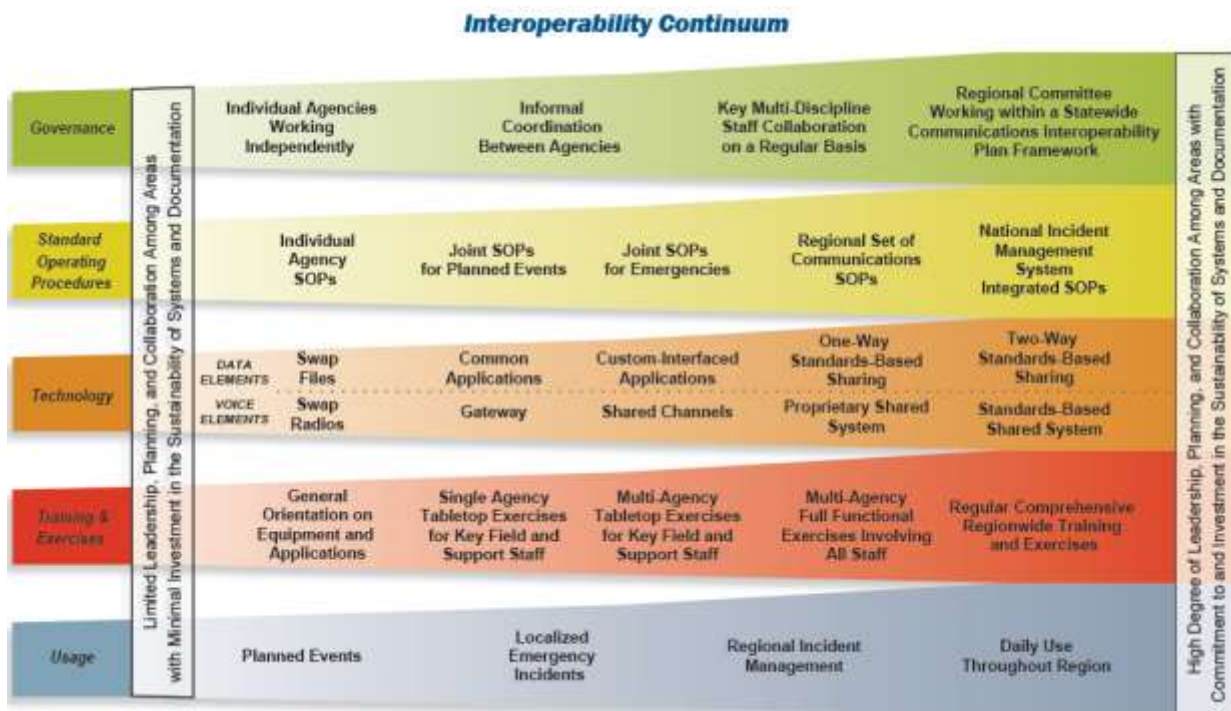 Interoperability Continuum
Limited Leadership, Planning, and Collaboration Among Areas
with Minimal Investment in the Sustainability of Systems and Documentation
Governance
Individual Agencies
Working
Independently
Informal
Coordination
Between Agencies
Key Multi-Discipline
Staff Collaboration
on a Regular Basis
Regional Committee
Working within a Statewide
Communications Interoperability
Plan Framework
Standard
Operating
Procedures
Individual
Agency
SOPs
Joint SOPs
for Planned Events
Joint SOPs
for Emergencies
Regional Set of
Communications
SOPs
National Incident
Management
System
Integrated SOPs
Technology
DATA
ELEMENTS
Swap
Files
Common
Applications
Custom-Interfaced
Applications
One-Way
Standards-Based
Sharing
Two-Way
Standards-Based
Sharing
VOICE
ELEMENTS
Swap
Radios
Gateway
Shared Channels
Proprietary Shared
System
Standards-Based
Shared System
Training &
Exercises
General
Orientation on
Equipment and
Applications
Single Agency
Tabletop Exercises
for Key Field and
Support Staff
Multi-Agency
Tabletop Exercises
for Key Field and
Support Staff
Multi-Agency
Full Functional
Exercises Involving
All Staff
Regular Comprehensive
Regionwide Training
and Exercises
Usage
Planned Events
Localized
Emergency
Incidents
Regional Incident
Management
Daily Use
Throughout Region
High Degree of Leadership, Planning, and Collaboration Among Areas with
Commitment to and Investment in the Sustainability of Systems and Documentation